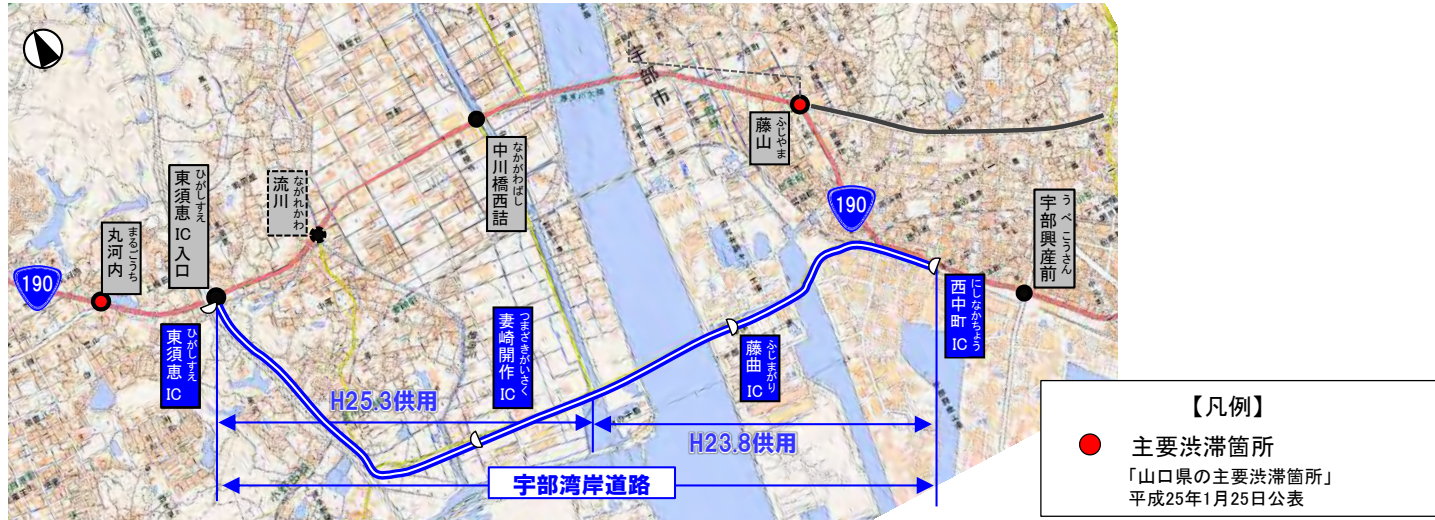 宇部市
藤山
ふじやま
中川橋西詰
なかがわばし
流川
ながれかわ
東須恵IC入口
ひがしすえ
丸河内
まるごうち
190
190
宇部興産前
うべこうさん
西中町IC
にしなかちょう
藤曲IC
ふじまがり
妻崎開作IC
つまざきがいさく
東須恵IC
ひがしすえ
H25.3供用
H23.8供用
宇部湾岸道路
【凡例】
主要渋滞箇所
「山口県の主要渋滞箇所」
平成25年1月25日公表